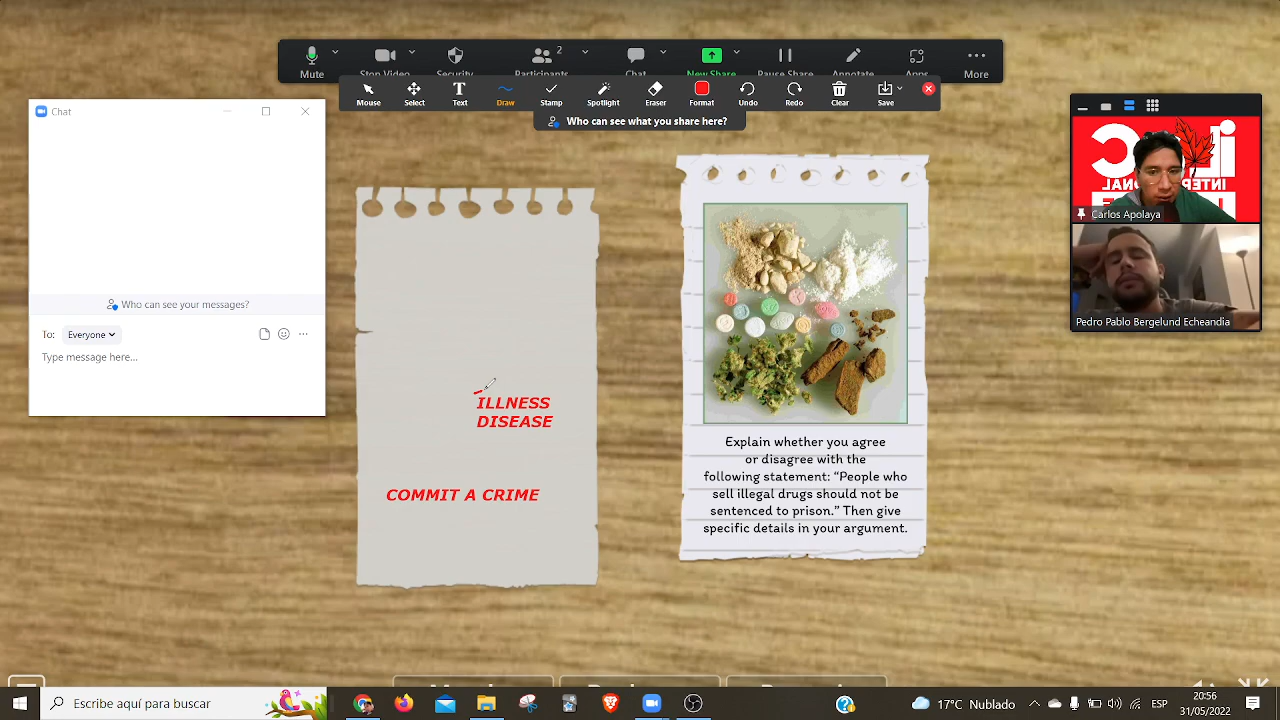 Mute
Stop Video
Security
Participants
2
Chat
New Share
Pause Share
Annotate
Apps
More
Mouse
Select
Text
Draw
Stamp
Spotlight
Eraser
Format
Undo
Redo
Clear
Save
Who can see what you share here?
Chat
Who can see your messages?
To: Everyone
Type message here...
ILLNESS
DISEASE
COMMIT A CRIME
Explain whether you agree
or disagree with the
following statement: “People who
sell illegal drugs should not be
sentenced to prison.” Then give
specific details in your argument.
Carlos Apolaya
Pedro Pablo Bergelund Echeandia
Escribe aquí para buscar
17°C Nublado
ESP
20:56
31/05/2022